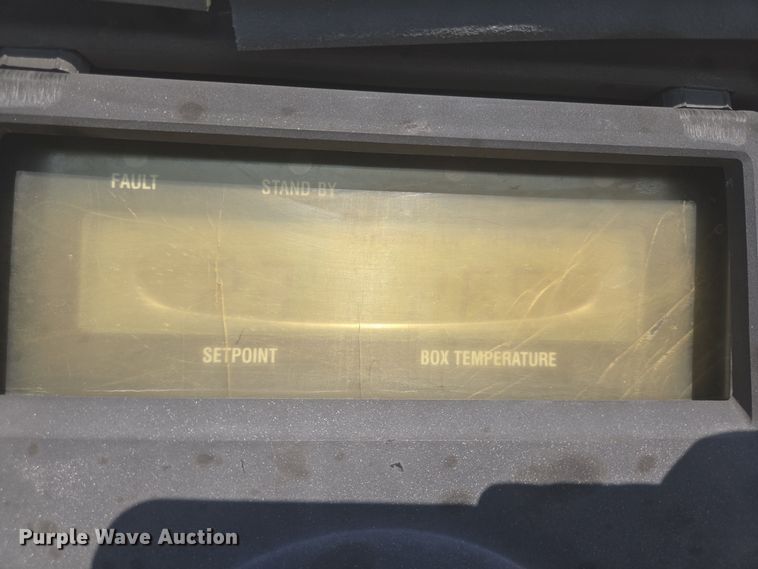 FAULT STAND-BY
SETPOINT BOX TEMPERATURE
Purple Wave Auction